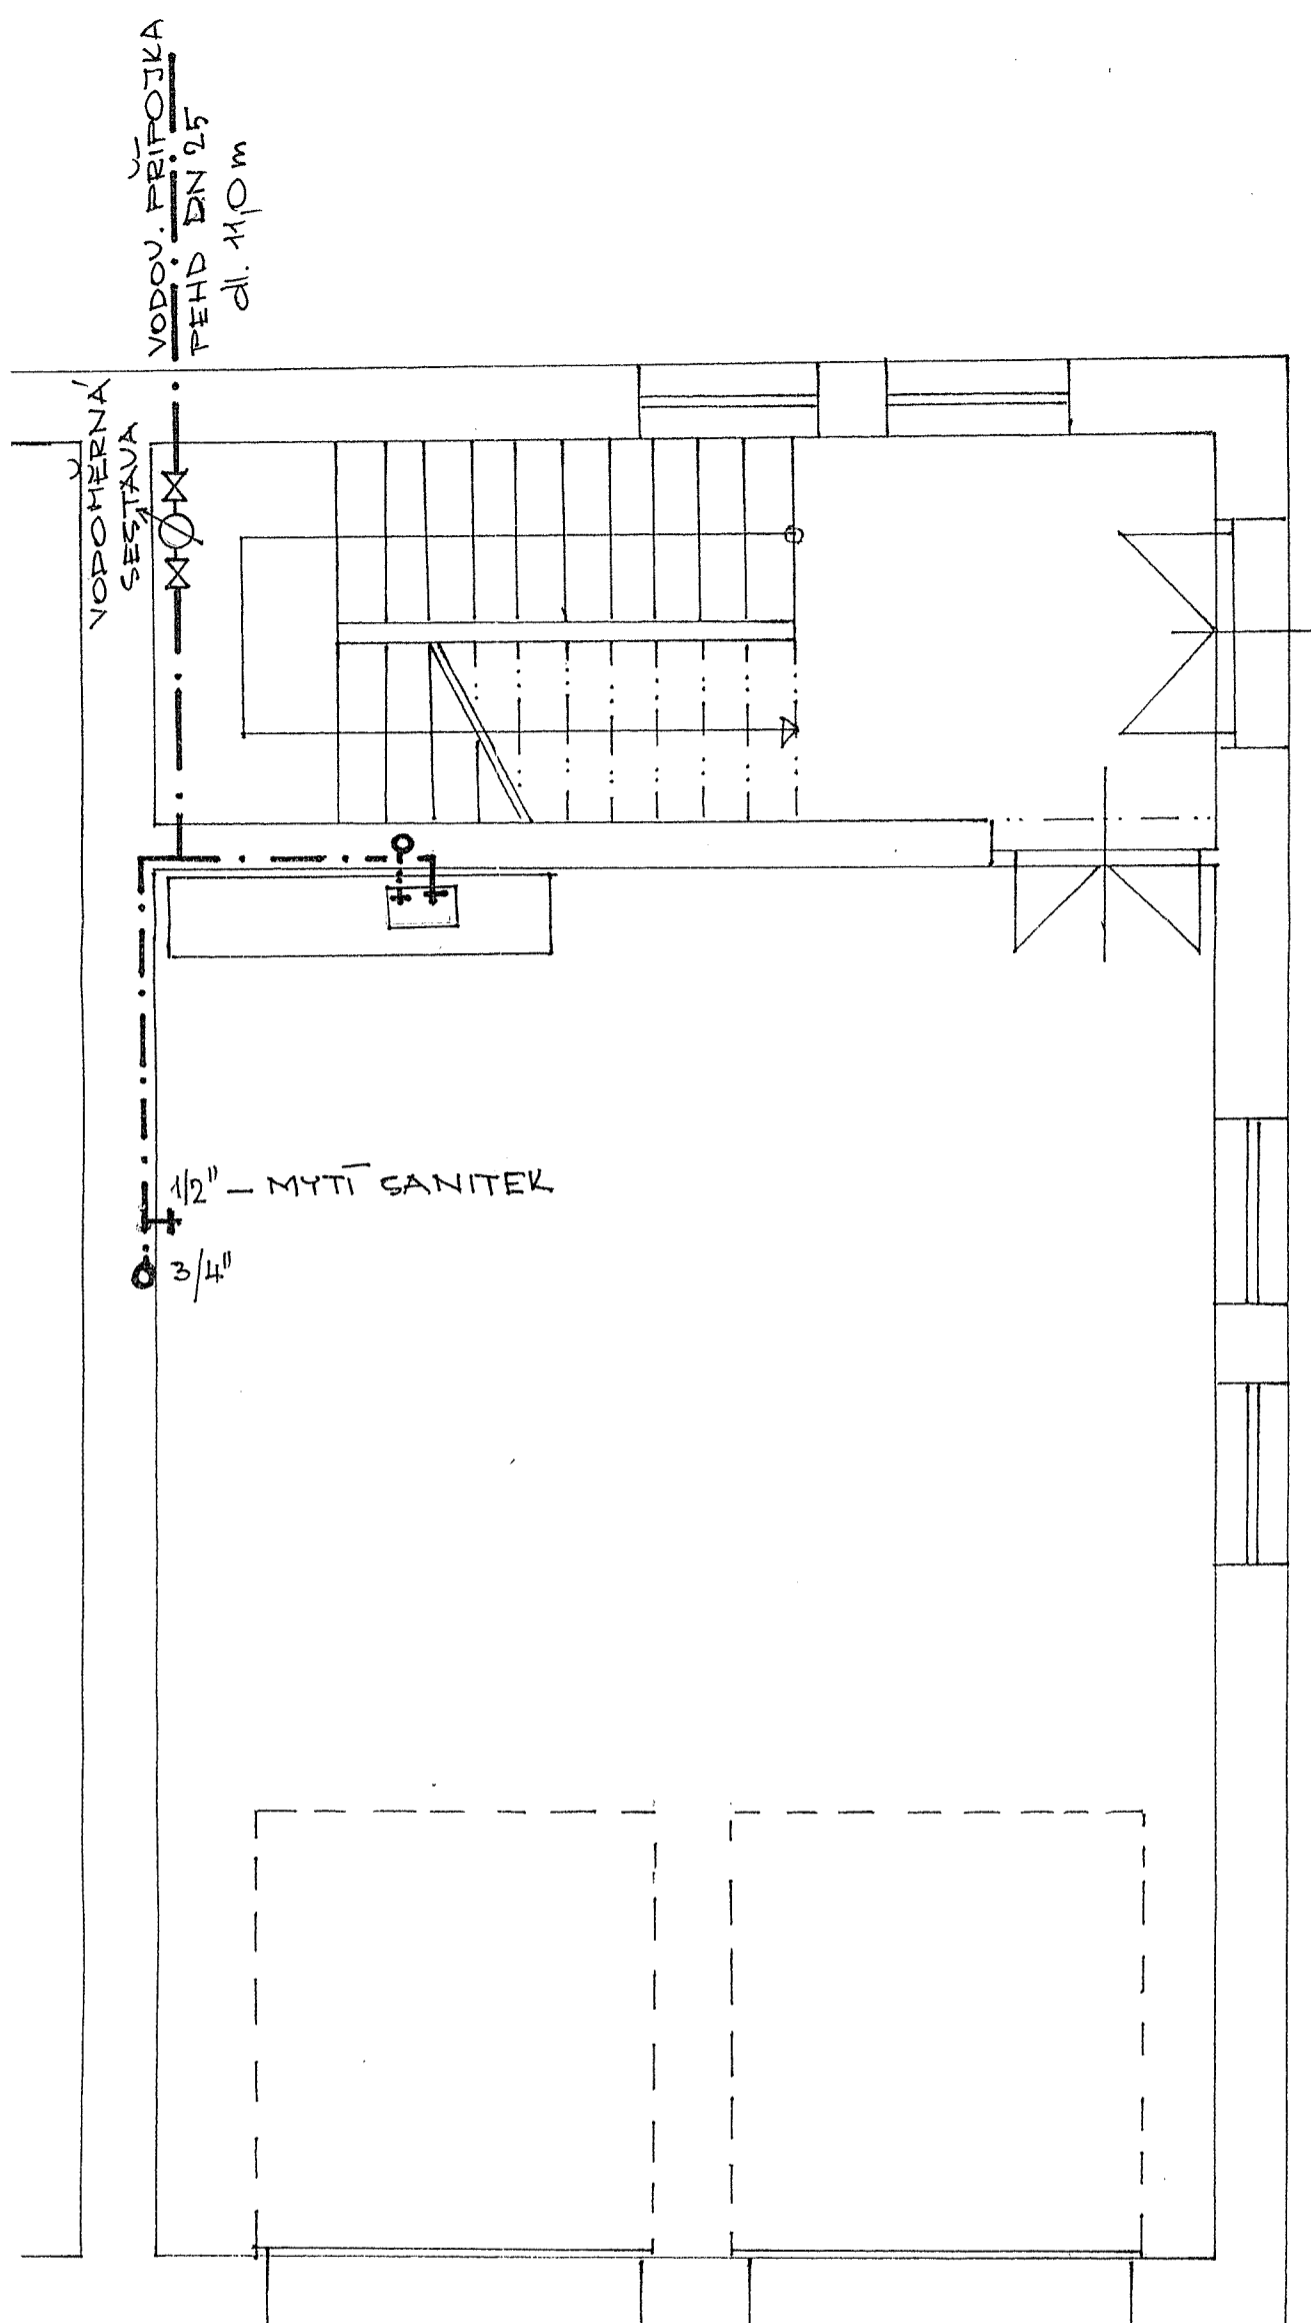 VODOV. PŘÍPOJKA
PEHD DN 25
dl. 11,0 m
VODOMĚRNÁ
SESTAVA
1/2" – MYTÍ SANITEK
3/4"